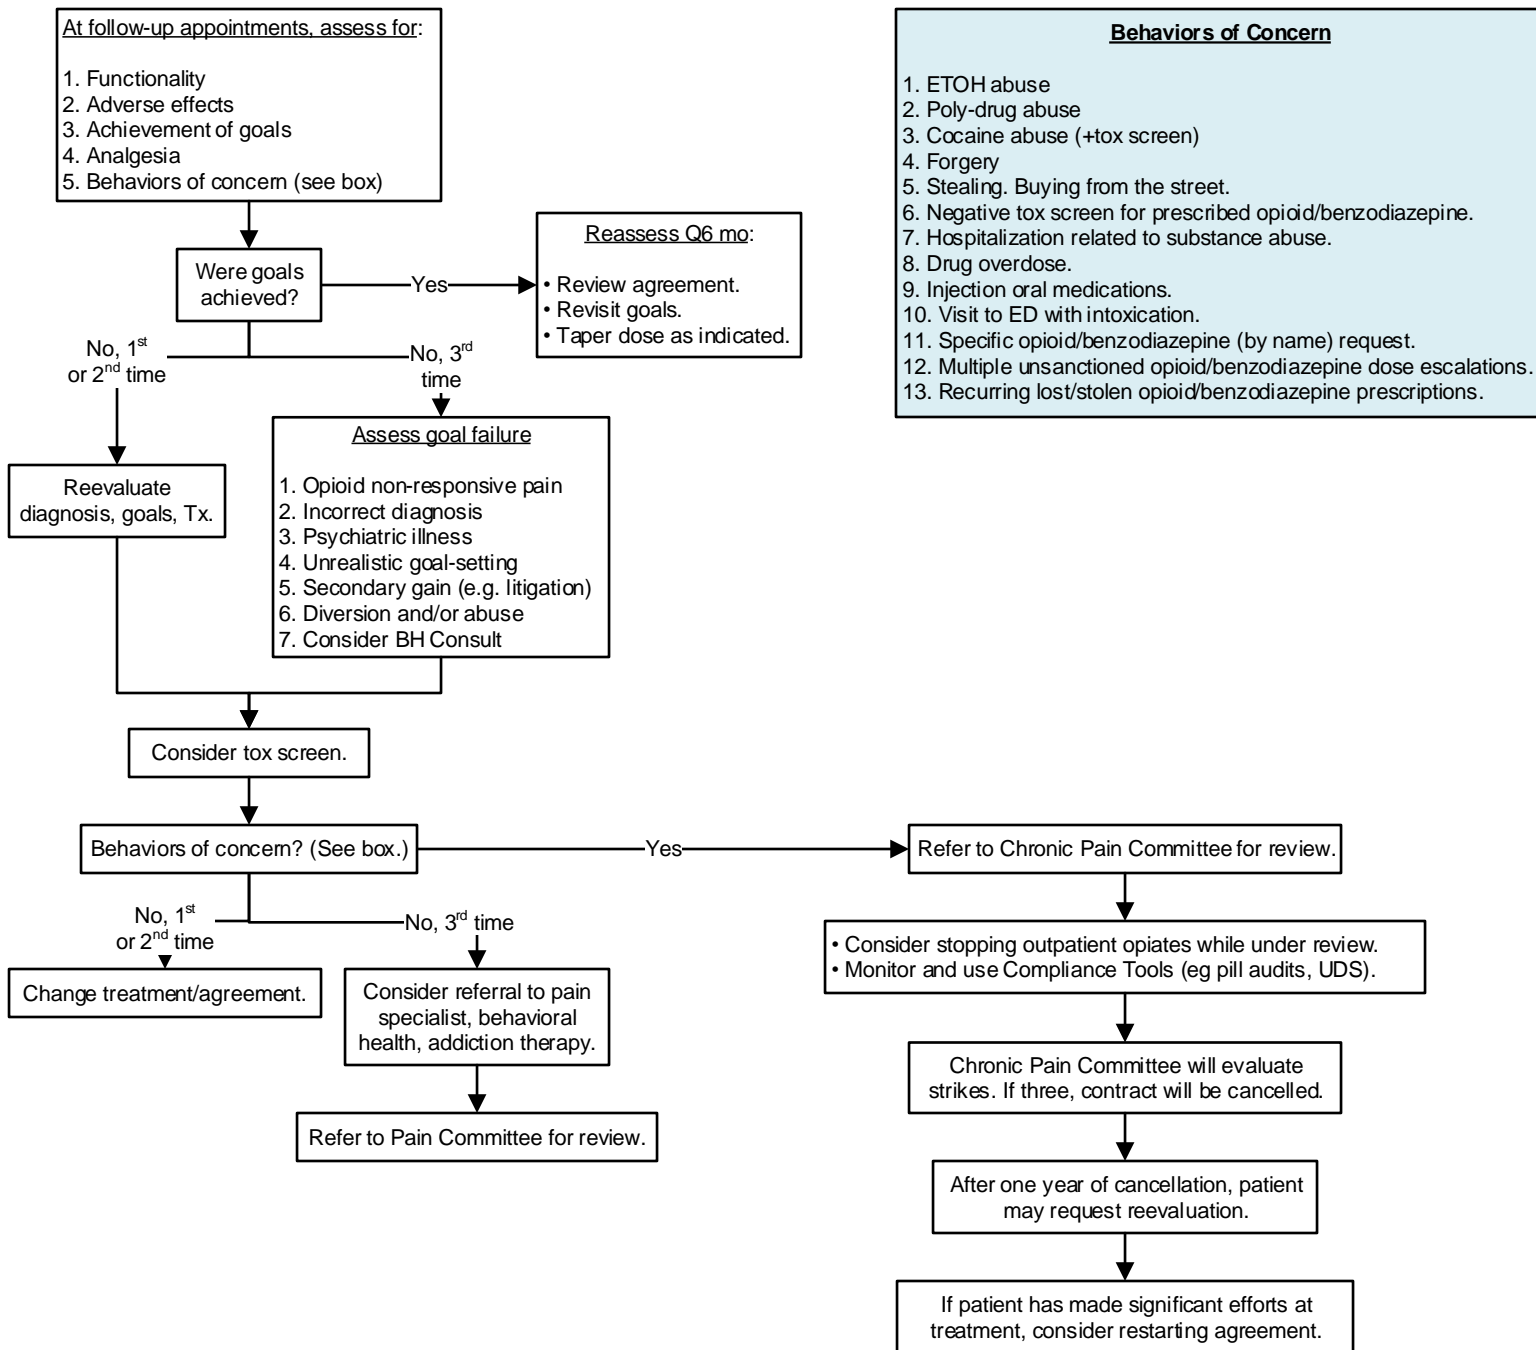 At follow-up appointments, assess for:
1. Functionality
2. Adverse effects
3. Achievement of goals
4. Analgesia
5. Behaviors of concern (see box)
Behaviors of Concern
1. ETOH abuse
2. Poly-drug abuse
3. Cocaine abuse (+tox screen)
4. Forgery
5. Stealing. Buying from the street.
6. Negative tox screen for prescribed opioid/benzodiazepine.
7. Hospitalization related to substance abuse.
8. Drug overdose.
9. Injection oral medications.
10. Visit to ED with intoxication.
11. Specific opioid/benzodiazepine (by name) request.
12. Multiple unsanctioned opioid/benzodiazepine dose escalations.
13. Recurring lost/stolen opioid/benzodiazepine prescriptions.
Were goals
achieved?
Yes
Reassess Q6 mo:
• Review agreement.
• Revisit goals.
• Taper dose as indicated.
No, 1st
or 2nd time
No, 3rd
time
Reevaluate
diagnosis, goals, Tx.
Assess goal failure
1. Opioid non-responsive pain
2. Incorrect diagnosis
3. Psychiatric illness
4. Unrealistic goal-setting
5. Secondary gain (e.g. litigation)
6. Diversion and/or abuse
7. Consider BH Consult
Consider tox screen.
Behaviors of concern? (See box.)
Yes
Refer to Chronic Pain Committee for review.
No, 1st
or 2nd time
No, 3rd time
Change treatment/agreement.
Consider referral to pain
specialist, behavioral
health, addiction therapy.
Refer to Pain Committee for review.
• Consider stopping outpatient opiates while under review.
• Monitor and use Compliance Tools (eg pill audits, UDS).
Chronic Pain Committee will evaluate
strikes. If three, contract will be cancelled.
After one year of cancellation, patient
may request reevaluation.
If patient has made significant efforts at
treatment, consider restarting agreement.